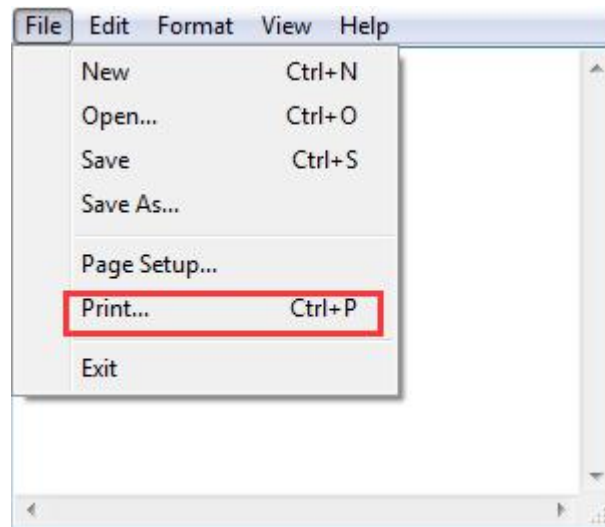 File Edit Format View Help
New Ctrl+N
Open... Ctrl+O
Save Ctrl+S
Save As...
Page Setup...
Print... Ctrl+P
Exit